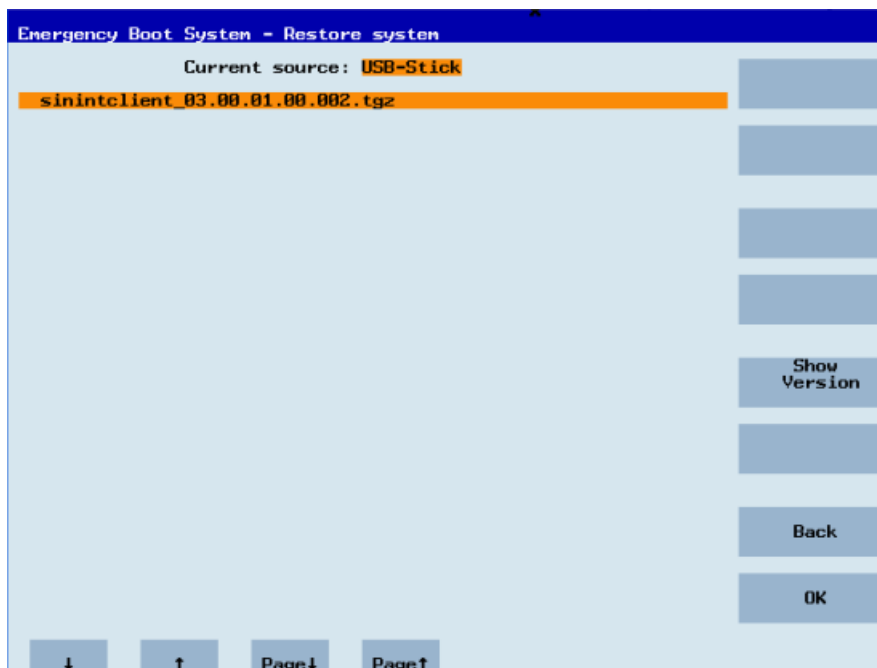 Emergency Boot System - Restore system
Current source: USB-Stick
sinintclient_03.00.01.00.002.tgz
Show
Version
Back
OK
↓ ↑ Page↓ Page↑